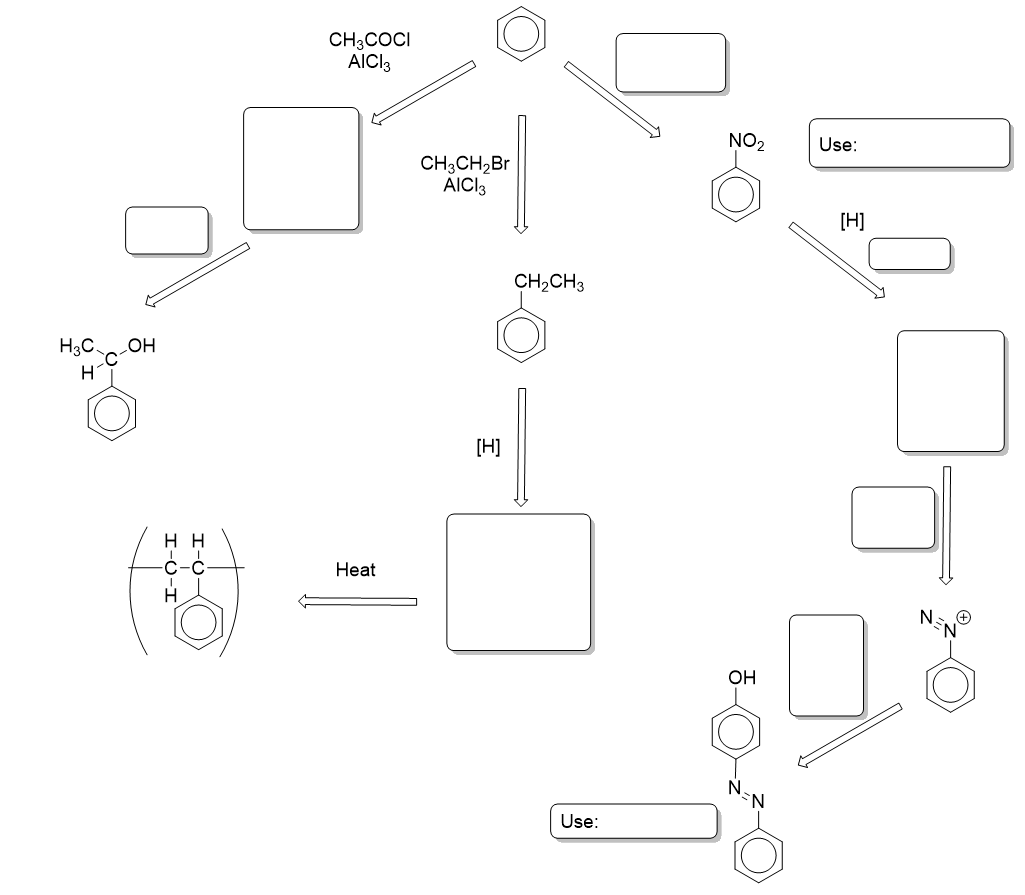 CH3COCl
AlCl3
CH3CH2Br
AlCl3
NO2
Use:
[H]
CH2CH3
H3C OH
C
H
[H]
H H
C C
H
Heat
N
N+
OH
N
N
Use: